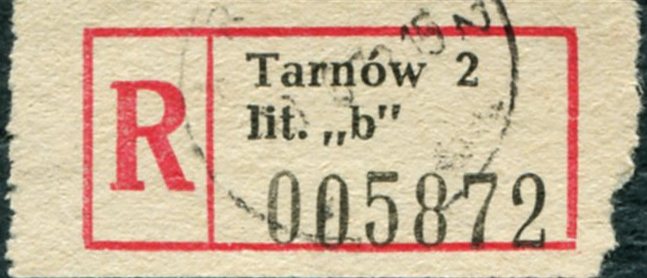 R
Tarnów 2
lit. „b”
005872